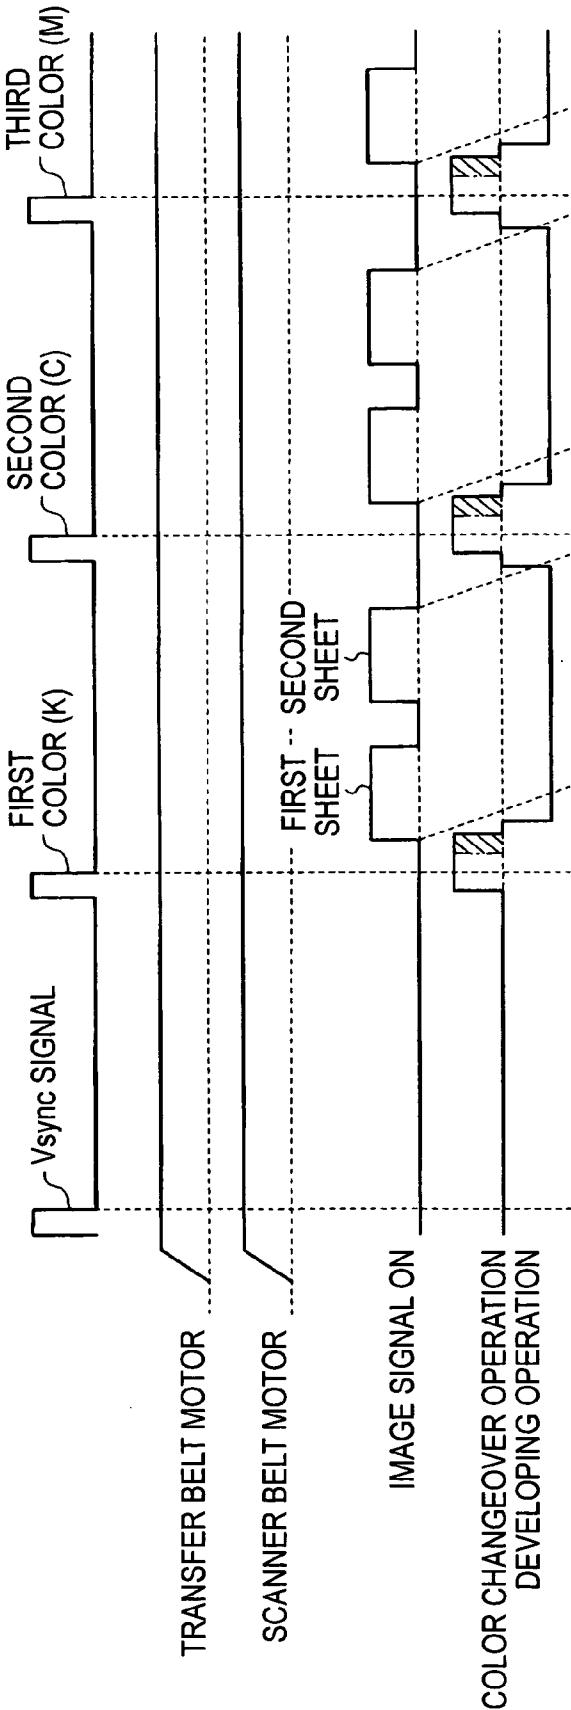 Vsync SIGNAL
FIRST
COLOR (K)
SECOND
COLOR (C)
THIRD
COLOR (M)
TRANSFER BELT MOTOR
SCANNER BELT MOTOR
FIRST
SHEET
SECOND
SHEET
IMAGE SIGNAL ON
COLOR CHANGEOVER OPERATION
DEVELOPING OPERATION